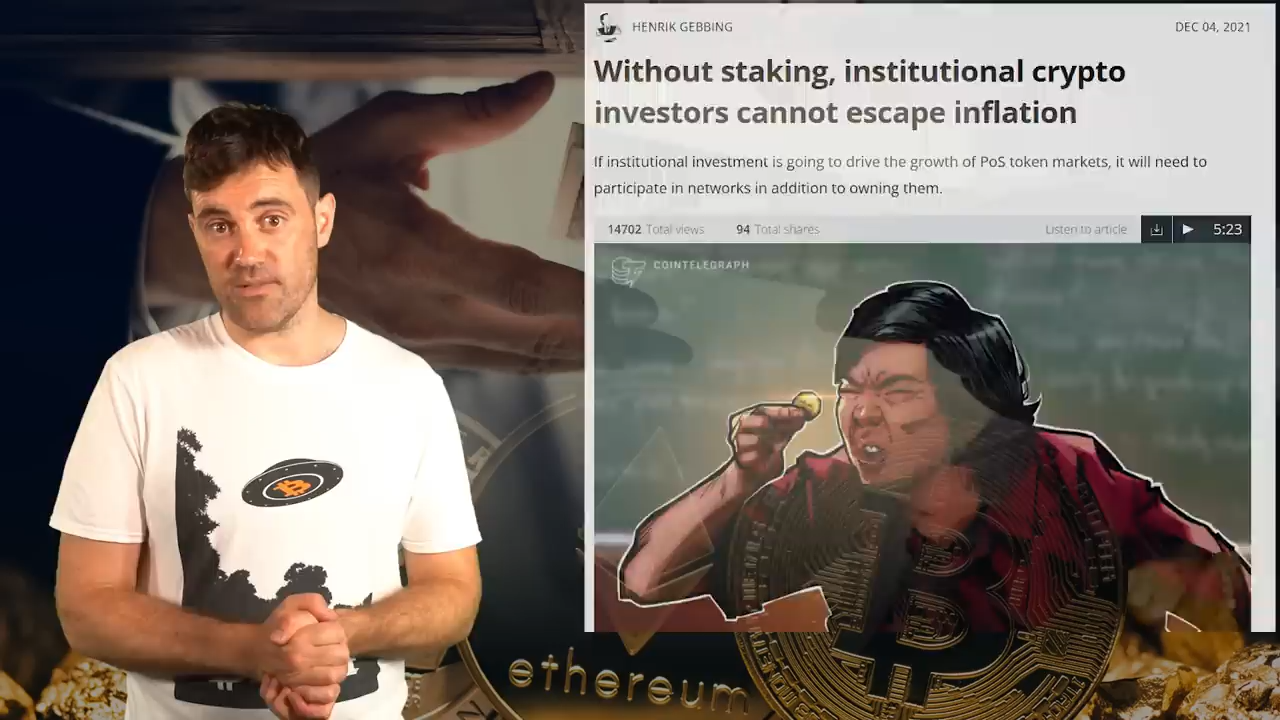 HENRIK GEBBING
DEC 04, 2021
Without staking, institutional crypto
investors cannot escape inflation
If institutional investment is going to drive the growth of PoS token markets, it will need to
participate in networks in addition to owning them.
14702 Total views 94 Total shares Listen to article 5:23
COINTELEGRAPH
ethereum